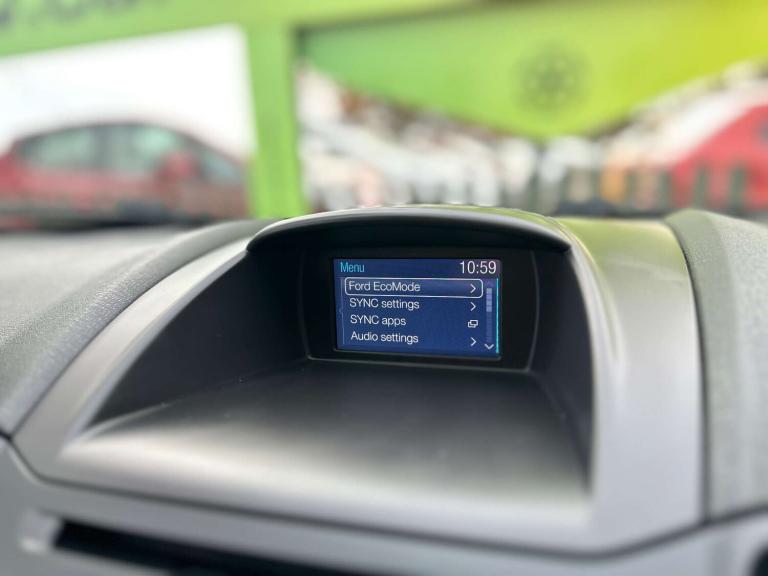 Menu 10:59
Ford EcoMode
SYNC settings
SYNC apps
Audio settings